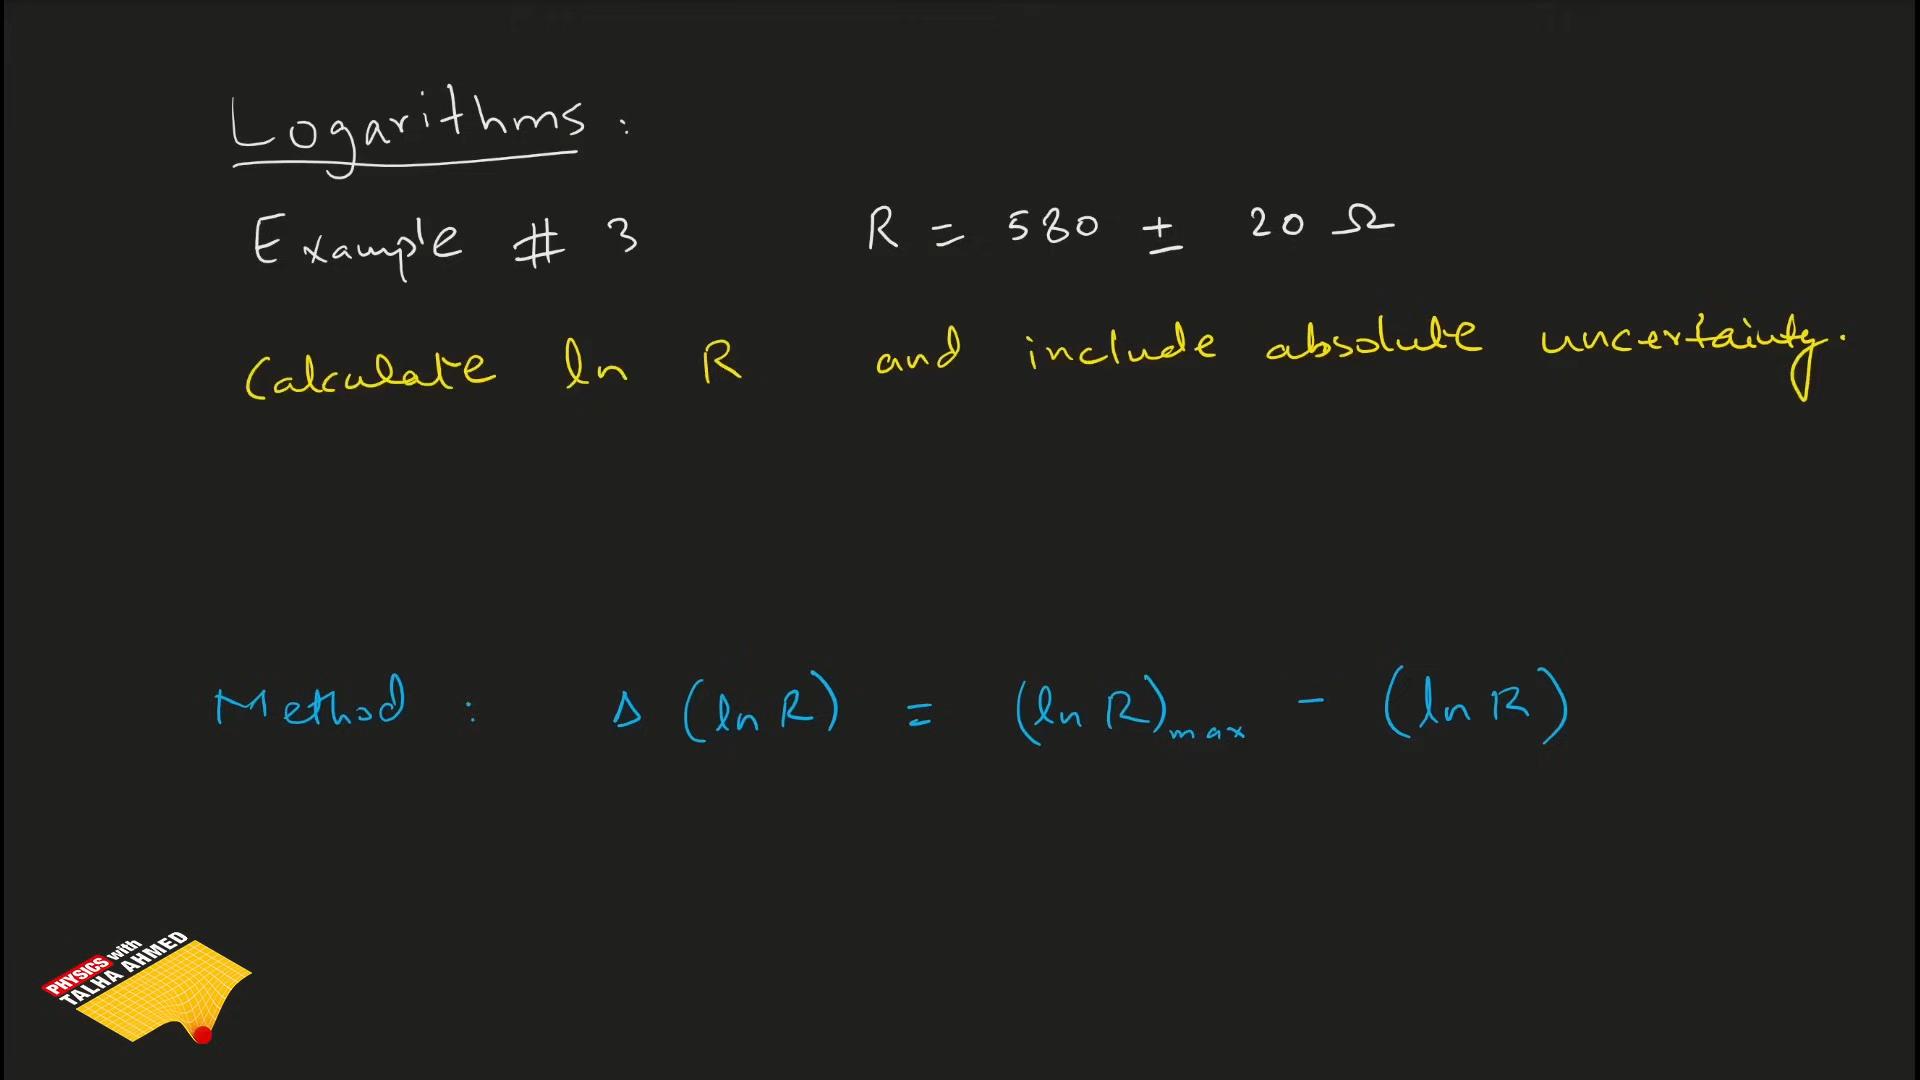 Logarithms :
Example # 3 R = 580 ± 20 Ω
Calculate ln R and include absolute uncertainty.
Method : Δ (ln R) = (ln R)max - (ln R)
PHYSICS with
TALHA AHMED